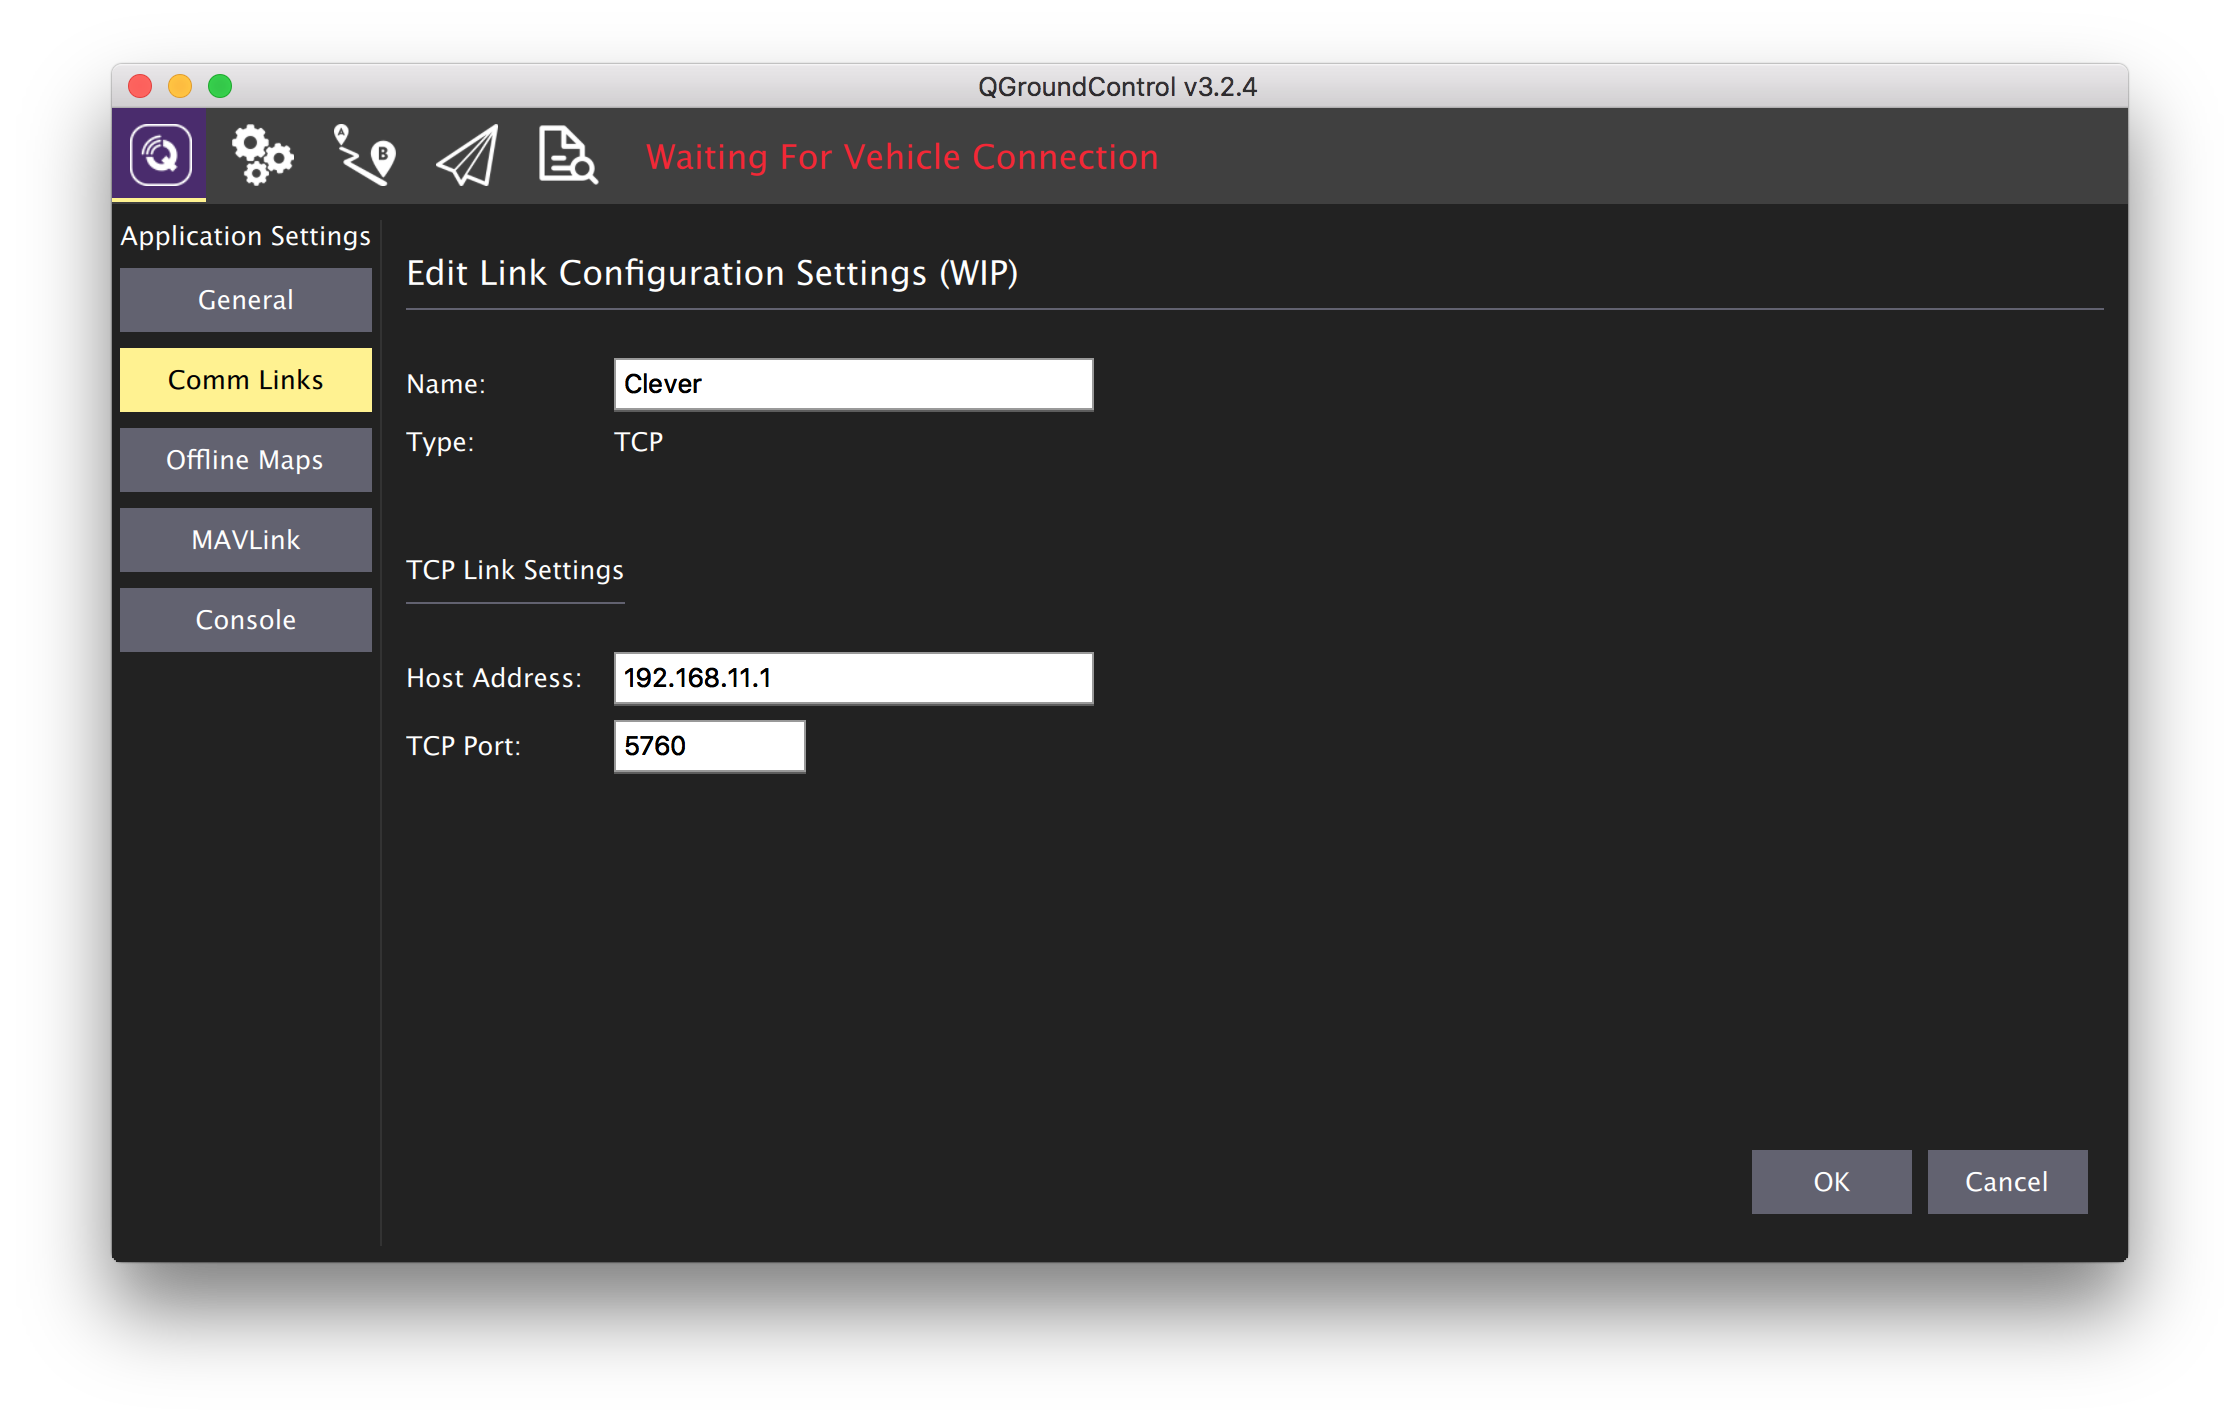 QGroundControl v3.2.4
A
B
Waiting For Vehicle Connection
Application Settings
General
Comm Links
Offline Maps
MAVLink
Console
Edit Link Configuration Settings (WIP)
Name: Clever
Type: TCP
TCP Link Settings
Host Address: 192.168.11.1
TCP Port: 5760
OK Cancel